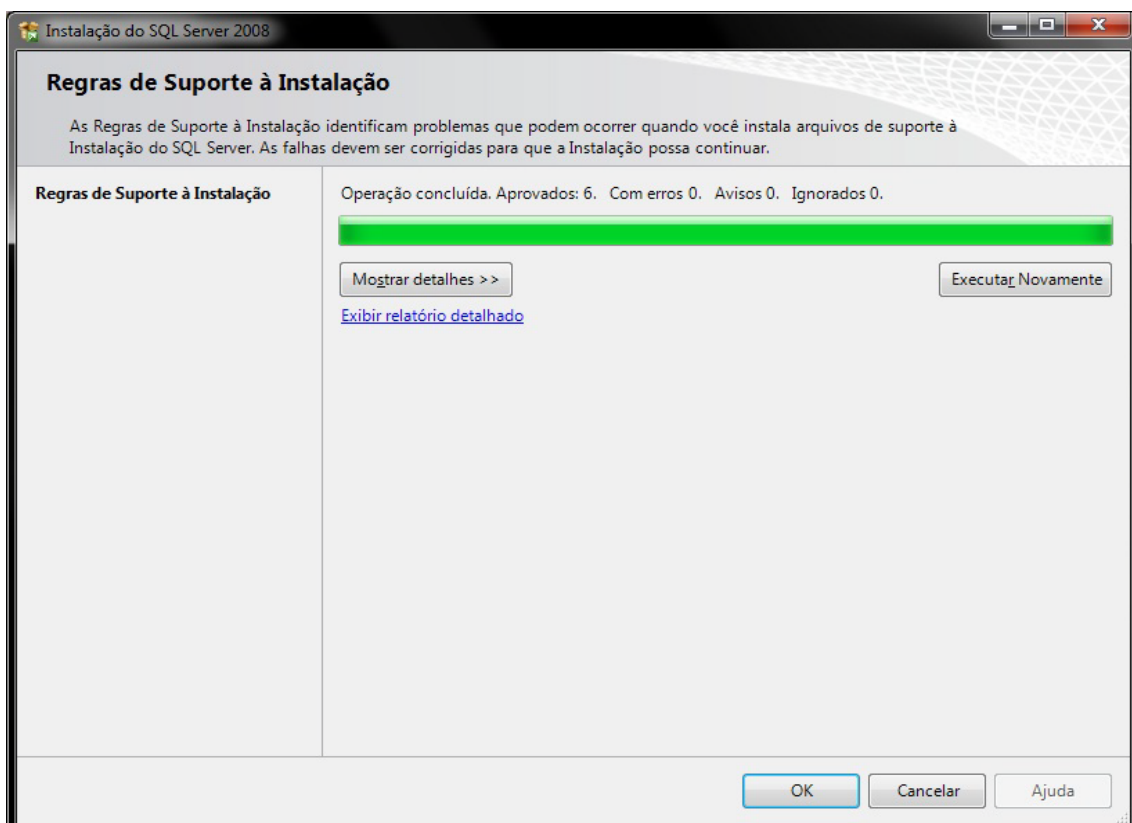 Instalação do SQL Server 2008
Regras de Suporte à Instalação
As Regras de Suporte à Instalação identificam problemas que podem ocorrer quando você instala arquivos de suporte à
Instalação do SQL Server. As falhas devem ser corrigidas para que a Instalação possa continuar.
Regras de Suporte à Instalação
Operação concluída. Aprovados: 6. Com erros 0. Avisos 0. Ignorados 0.
Mostrar detalhes >>
Executar Novamente
Exibir relatório detalhado
OK
Cancelar
Ajuda